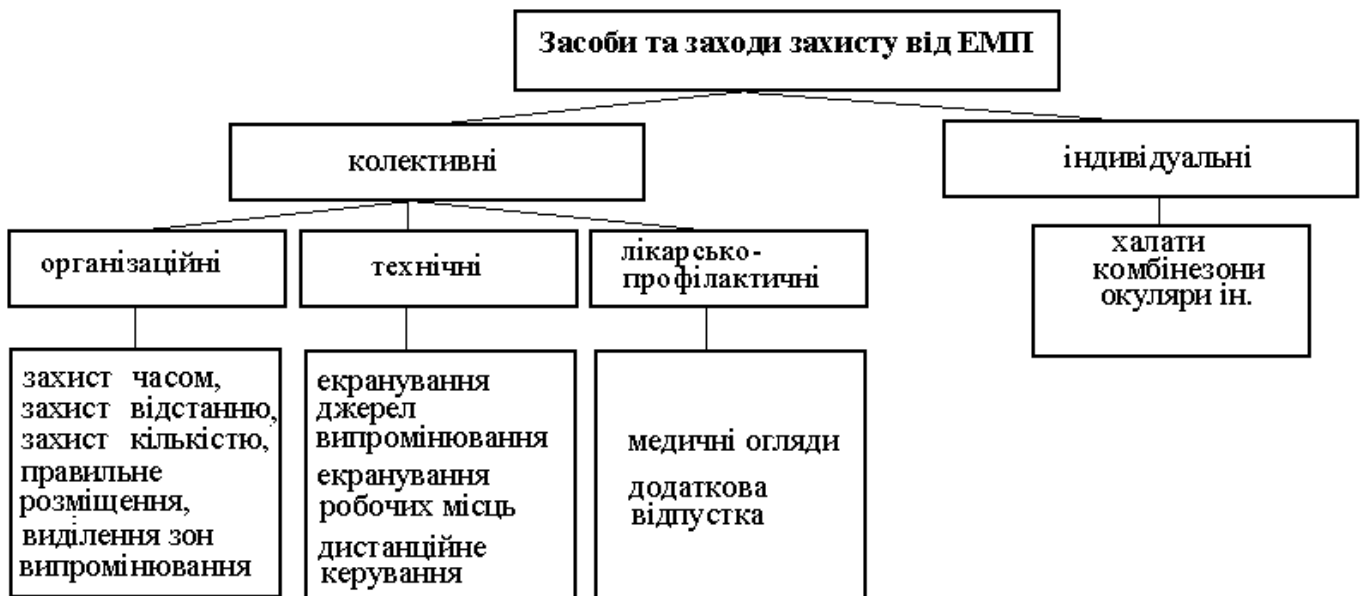 Засоби та заходи захисту від ЕМП
колективні
індивідуальні
організаційні
технічні
лікарсько-
профілактичні
халати
комбінезони
окуляри ін.
захист часом,
захист відстанню,
захист кількістю,
правильне
розміщення,
виділення зон
випромінювання
екранування
джерел
випромінювання
екранування
робочих місць
дистанційне
керування
медичні огляди
додаткова
відпустка